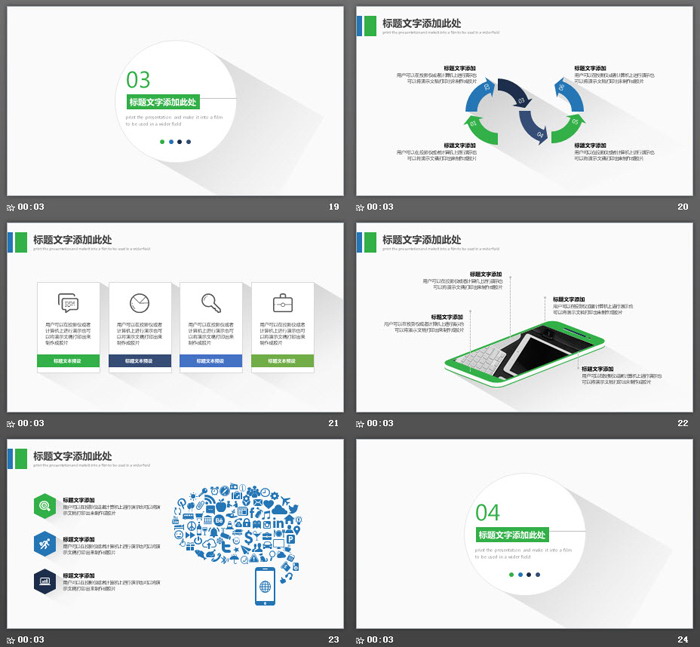 03
标题文字添加此处
print the presentation and make it into a film
to be used in a wider field
00:03
19
标题文字添加此处
print the presentation and make it into a film to be used in a wider field
标题文字添加
用户可以在投影仪或者计算机上进行演示也
可以将演示文稿打印出来制作成胶片
标题文字添加
用户可以在投影仪或者计算机上进行演示也
可以将演示文稿打印出来制作成胶片
03
04
标题文字添加
用户可以在投影仪或者计算机上进行演示也
可以将演示文稿打印出来制作成胶片
标题文字添加
用户可以在投影仪或者计算机上进行演示也
可以将演示文稿打印出来制作成胶片
00:03
20
标题文字添加此处
print the presentation and make it into a film to be used in a wider field
用户可以在投影仪或者
计算机上进行演示也可
以将演示文稿打印出来
制作成胶片
标题文本预设
用户可以在投影仪或者
计算机上进行演示也可
以将演示文稿打印出来
制作成胶片
标题文本预设
用户可以在投影仪或者
计算机上进行演示也可
以将演示文稿打印出来
制作成胶片
标题文本预设
用户可以在投影仪或者
计算机上进行演示也可
以将演示文稿打印出来
制作成胶片
标题文本预设
00:03
21
标题文字添加此处
print the presentation and make it into a film to be used in a wider field
标题文字添加
用户可以在投影仪或者计算机上进行演示也
可以将演示文稿打印出来制作成胶片
标题文字添加
用户可以在投影仪或者计算机上进行演示也
可以将演示文稿打印出来制作成胶片
标题文字添加
用户可以在投影仪或者计算机上进行演示也
可以将演示文稿打印出来制作成胶片
标题文字添加
用户可以在投影仪或者计算机上进行演示也
可以将演示文稿打印出来制作成胶片
00:03
22
标题文字添加此处
print the presentation and make it into a film to be used in a wider field
标题文字添加
用户可以在投影仪或者计算机上进行演示也可以将演
示文稿打印出来制作成胶片
标题文字添加
用户可以在投影仪或者计算机上进行演示也可以将演
示文稿打印出来制作成胶片
标题文字添加
用户可以在投影仪或者计算机上进行演示也可以将演
示文稿打印出来制作成胶片
00:03
23
04
标题文字添加此处
print the presentation and make it into a film
to be used in a wider field
00:03
24